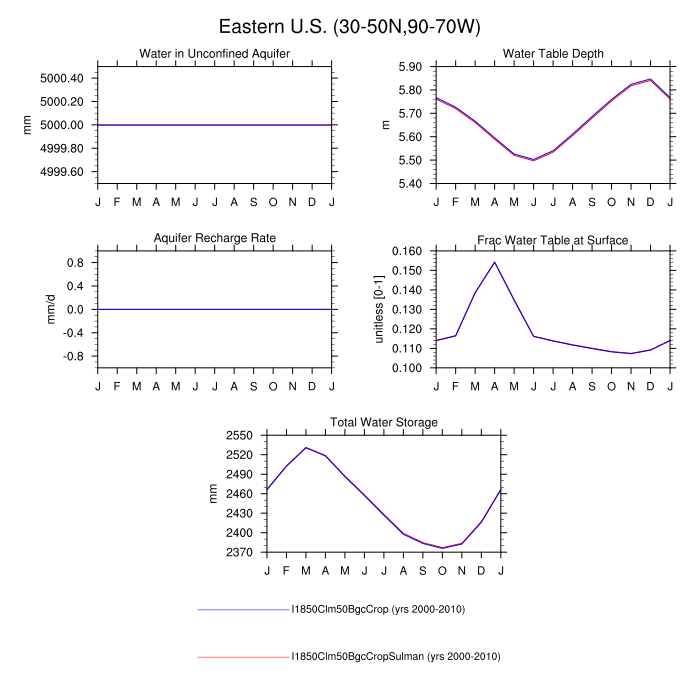 Eastern U.S. (30-50N,90-70W)
Water in Unconfined Aquifer
mm
5000.40
5000.20
5000.00
4999.80
4999.60
J F M A M J J A S O N D J
Water Table Depth
m
5.90
5.80
5.70
5.60
5.50
5.40
J F M A M J J A S O N D J
Aquifer Recharge Rate
mm/d
0.8
0.4
0.0
-0.4
-0.8
J F M A M J J A S O N D J
Frac Water Table at Surface
unitless [0-1]
0.160
0.150
0.140
0.130
0.120
0.110
0.100
J F M A M J J A S O N D J
Total Water Storage
mm
2550
2520
2490
2460
2430
2400
2370
J F M A M J J A S O N D J
I1850Clm50BgcCrop (yrs 2000-2010)
I1850Clm50BgcCropSulman (yrs 2000-2010)